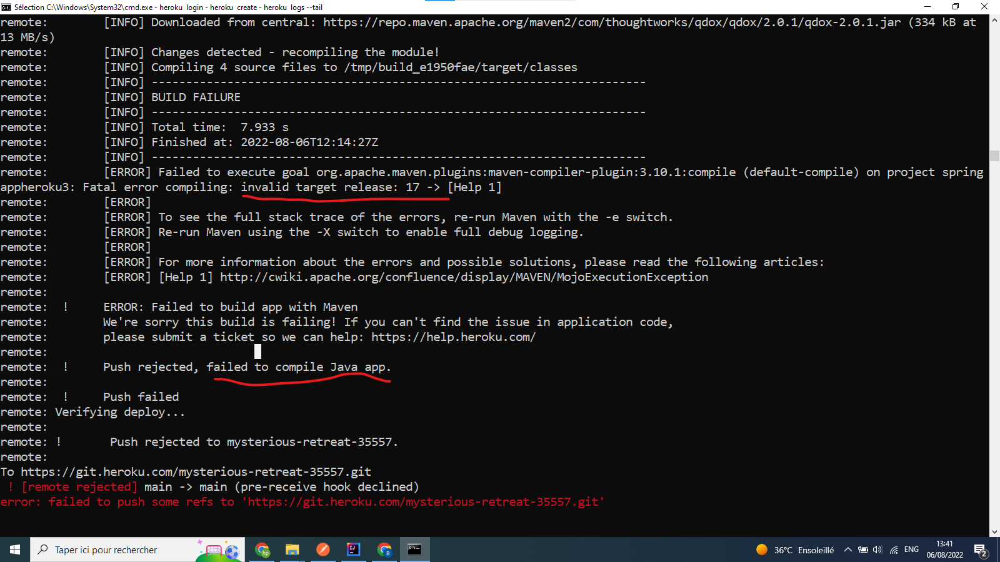 Sélection C:\Windows\System32\cmd.exe - heroku  login - heroku  create - heroku  logs --tail
remote:        [INFO] Downloaded from central: https://repo.maven.apache.org/maven2/com/thoughtworks/qdox/qdox/2.0.1/qdox-2.0.1.jar (334 kB at
13 MB/s)
remote:        [INFO] Changes detected - recompiling the module!
remote:        [INFO] Compiling 4 source files to /tmp/build_e1950fae/target/classes
remote:        [INFO] ------------------------------------------------------------------------
remote:        [INFO] BUILD FAILURE
remote:        [INFO] ------------------------------------------------------------------------
remote:        [INFO] Total time:  7.933 s
remote:        [INFO] Finished at: 2022-08-06T12:14:27Z
remote:        [INFO] ------------------------------------------------------------------------
remote:        [ERROR] Failed to execute goal org.apache.maven.plugins:maven-compiler-plugin:3.10.1:compile (default-compile) on project spring
appheroku3: Fatal error compiling: invalid target release: 17 -> [Help 1]
remote:        [ERROR]
remote:        [ERROR] To see the full stack trace of the errors, re-run Maven with the -e switch.
remote:        [ERROR] Re-run Maven using the -X switch to enable full debug logging.
remote:        [ERROR]
remote:        [ERROR] For more information about the errors and possible solutions, please read the following articles:
remote:        [ERROR] [Help 1] http://cwiki.apache.org/confluence/display/MAVEN/MojoExecutionException
remote:
remote:  !     ERROR: Failed to build app with Maven
remote:        We're sorry this build is failing! If you can't find the issue in application code,
remote:        please submit a ticket so we can help: https://help.heroku.com/
remote:
remote:  !     Push rejected, failed to compile Java app.
remote:
remote:  !     Push failed
remote: Verifying deploy...
remote:
remote: !       Push rejected to mysterious-retreat-35557.
remote:
To https://git.heroku.com/mysterious-retreat-35557.git
 ! [remote rejected] main -> main (pre-receive hook declined)
error: failed to push some refs to 'https://git.heroku.com/mysterious-retreat-35557.git'
Taper ici pour rechercher
hp
IJ
B
36°C Ensoleillé
ENG
13:41
06/08/2022
2